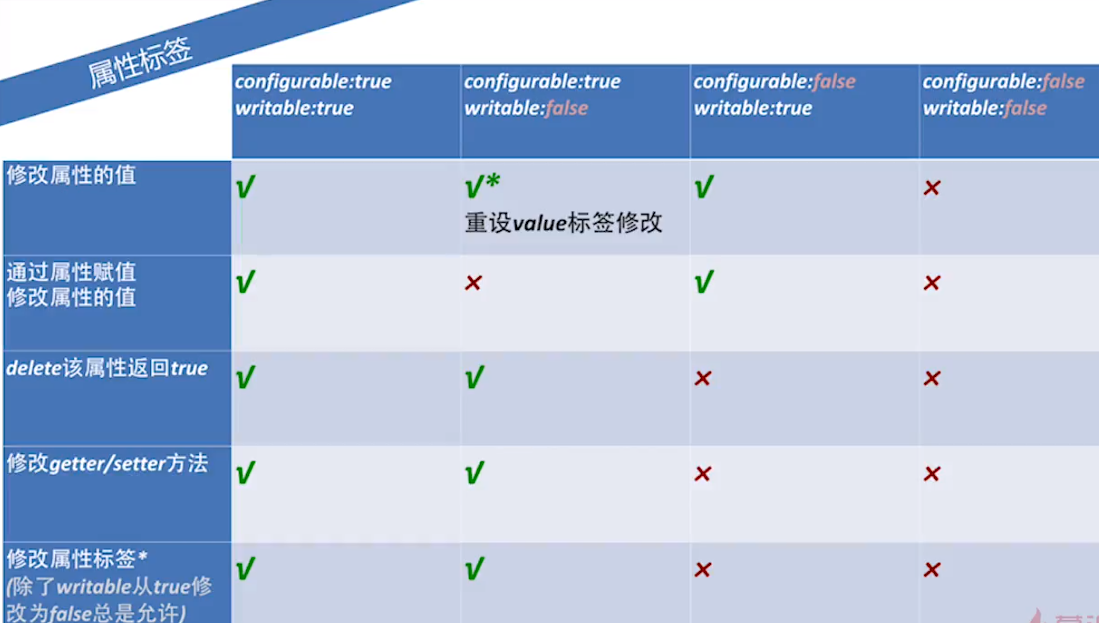 属性标签
configurable:true
writable:true
configurable:true
writable:false
configurable:false
writable:true
configurable:false
writable:false
修改属性的值
√
√*
重设value标签修改
√
×
通过属性赋值
修改属性的值
√
×
√
×
delete该属性返回true
√
√
×
×
修改getter/setter方法
√
√
×
×
修改属性标签*
(除了writable从true修
改为false总是允许)
√
√
×
×